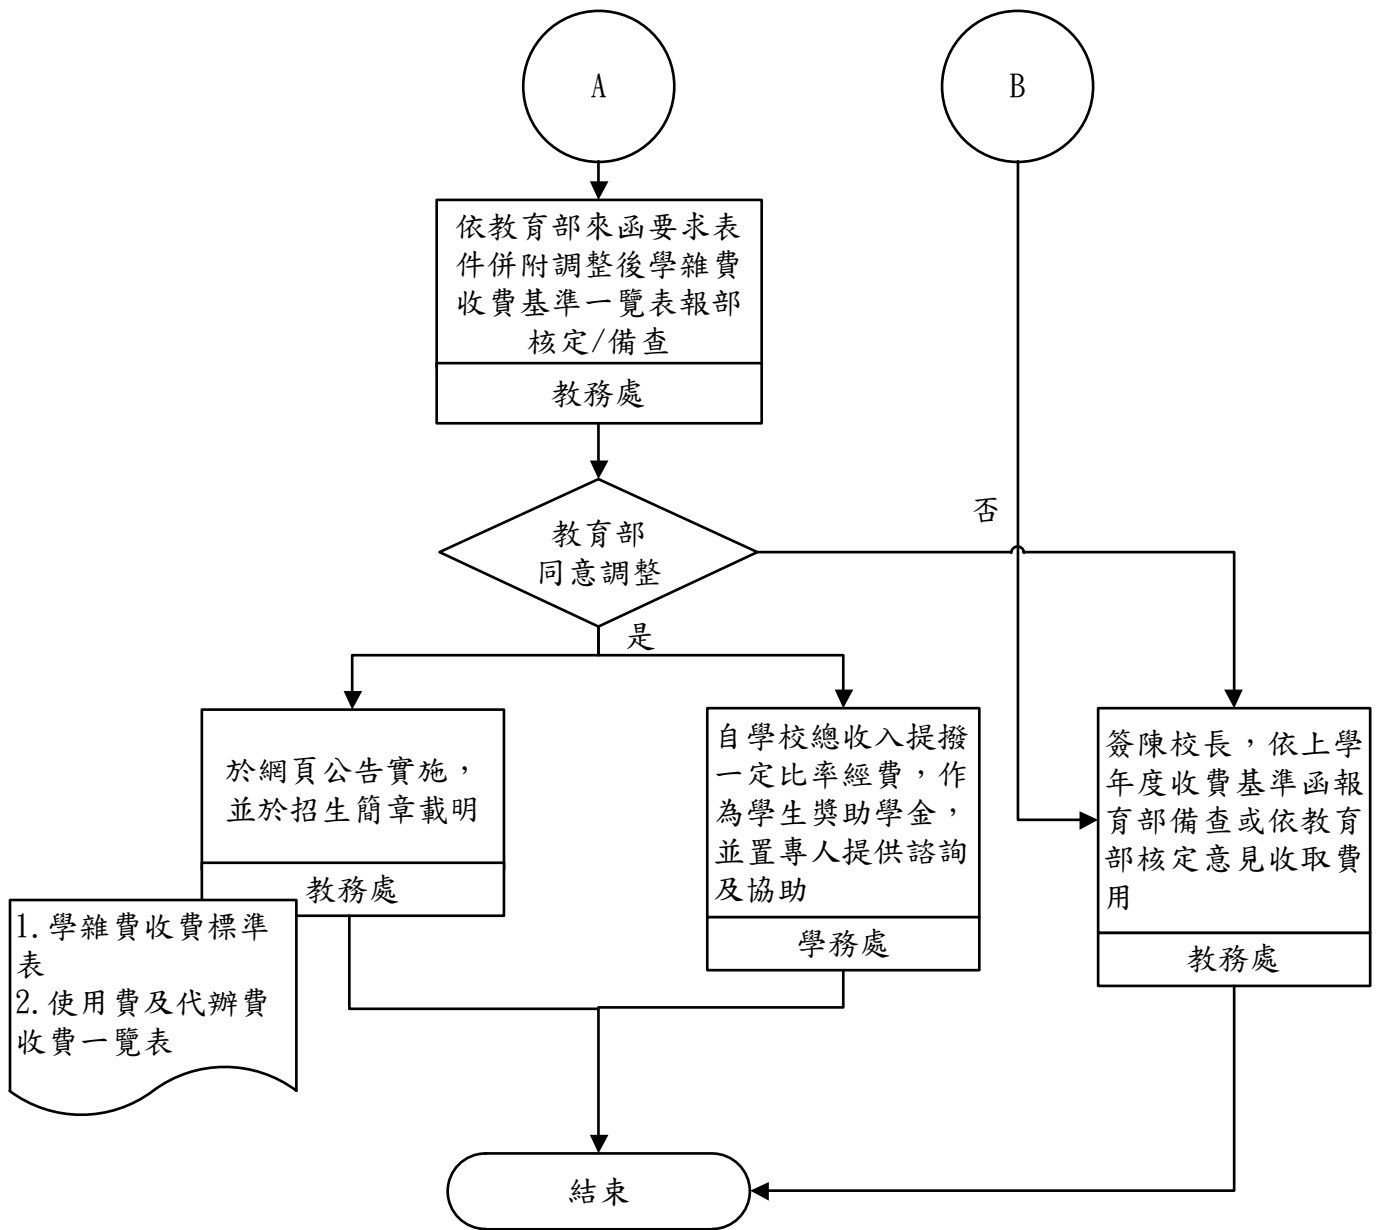 A
B
依教育部來函要求表
件併附調整後學雜費
收費基準一覽表報部
核定/備查
教務處
否
教育部
同意調整
是
於網頁公告實施，
並於招生簡章載明
教務處
1.學雜費收費標準
表
2.使用費及代辦費
收費一覽表
自學校總收入提撥
一定比率經費，作
為學生獎助學金，
並置專人提供諮詢
及協助
學務處
簽陳校長，依上學
年度收費基準函報
育部備查或依教育
部核定意見收取費
用
教務處
結束